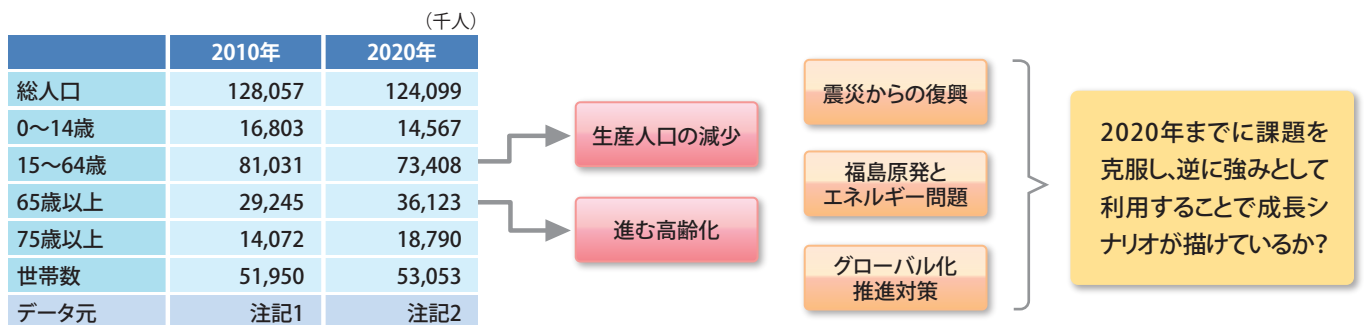 （千人）
2010年 2020年
総人口 128,057 124,099
0〜14歳 16,803 14,567
15〜64歳 81,031 73,408
65歳以上 29,245 36,123
75歳以上 14,072 18,790
世帯数 51,950 53,053
データ元 注記1 注記2
生産人口の減少
進む高齢化
震災からの復興
福島原発と
エネルギー問題
グローバル化
推進対策
2020年までに課題を
克服し、逆に強みとして
利用することで成長シ
ナリオが描けているか?